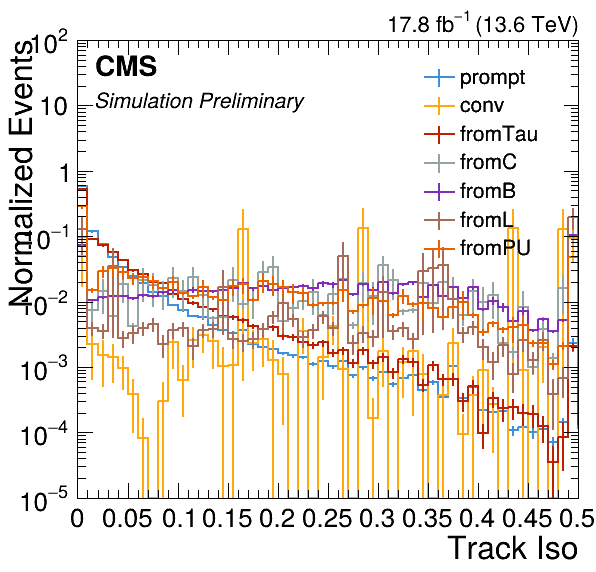 17.8 fb⁻¹ (13.6 TeV)
CMS
Simulation Preliminary
prompt
conv
fromTau
fromC
fromB
fromL
fromPU
Normalized Events
10²
10
1
10⁻¹
10⁻²
10⁻³
10⁻⁴
10⁻⁵
0 0.05 0.1 0.15 0.2 0.25 0.3 0.35 0.4 0.45 0.5
Track Iso